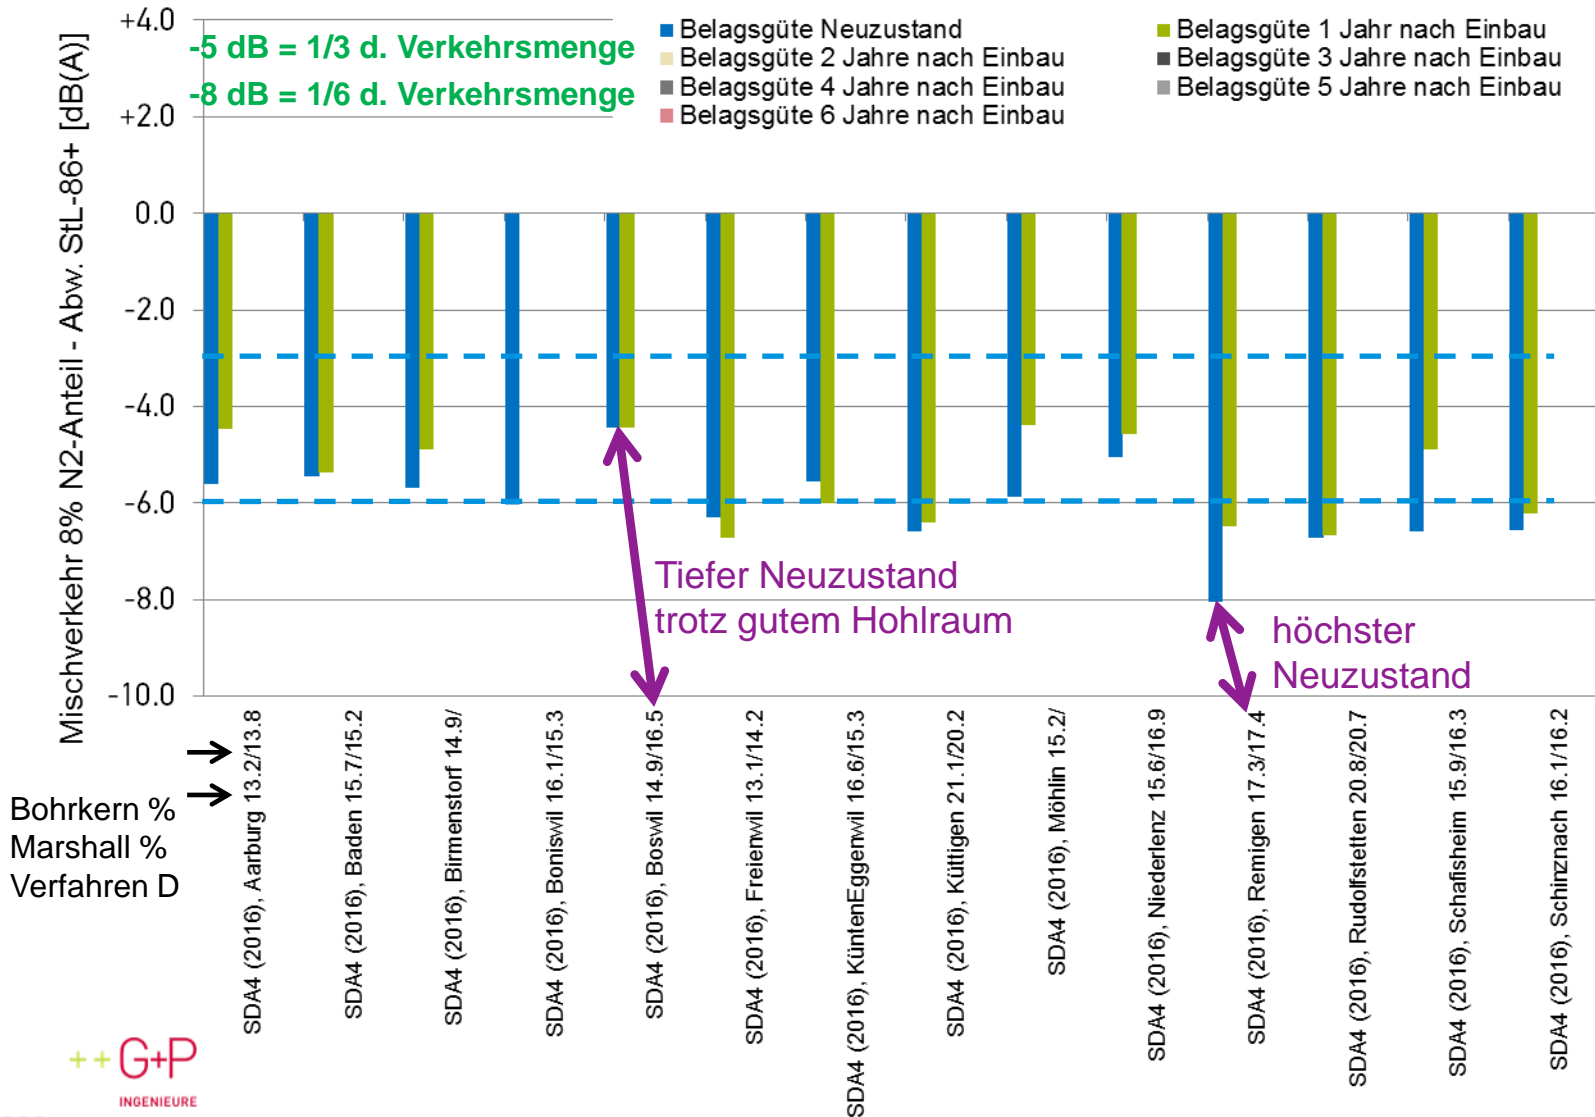 Mischverkehr 8% N2-Anteil - Abw. StL-86+ [dB(A)]
+4.0
+2.0
0.0
-2.0
-4.0
-6.0
-8.0
-10.0
-5 dB = 1/3 d. Verkehrsmenge
-8 dB = 1/6 d. Verkehrsmenge
Belagsgüte Neuzustand
Belagsgüte 1 Jahr nach Einbau
Belagsgüte 2 Jahre nach Einbau
Belagsgüte 3 Jahre nach Einbau
Belagsgüte 4 Jahre nach Einbau
Belagsgüte 5 Jahre nach Einbau
Belagsgüte 6 Jahre nach Einbau
Tiefer Neuzustand
trotz gutem Hohlraum
höchster
Neuzustand
Bohrkern %
Marshall %
Verfahren D
SDA4 (2016), Aarburg 13.2/13.8
SDA4 (2016), Baden 15.7/15.2
SDA4 (2016), Birmenstorf 14.9/
SDA4 (2016), Boniswil 16.1/15.3
SDA4 (2016), Boswil 14.9/16.5
SDA4 (2016), Freienwil 13.1/14.2
SDA4 (2016), KüntenEggenwil 16.6/15.3
SDA4 (2016), Küttigen 21.1/20.2
SDA4 (2016), Möhlin 15.2/
SDA4 (2016), Niederlenz 15.6/16.9
SDA4 (2016), Remigen 17.3/17.4
SDA4 (2016), Rudolfstetten 20.8/20.7
SDA4 (2016), Schafisheim 15.9/16.3
SDA4 (2016), Schinznach 16.1/16.2
++G+P
INGENIEURE